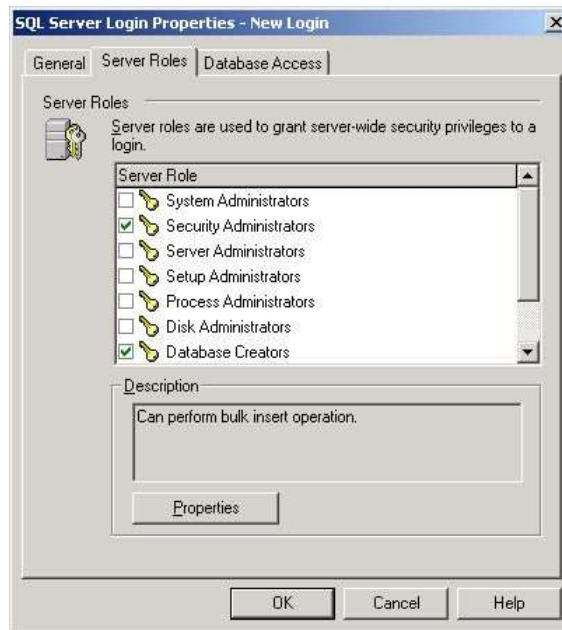 SQL Server Login Properties - New Login
General
Server Roles
Database Access
Server Roles
Server roles are used to grant server-wide security privileges to a
login.
Server Role
System Administrators
Security Administrators
Server Administrators
Setup Administrators
Process Administrators
Disk Administrators
Database Creators
Description
Can perform bulk insert operation.
Properties
OK
Cancel
Help